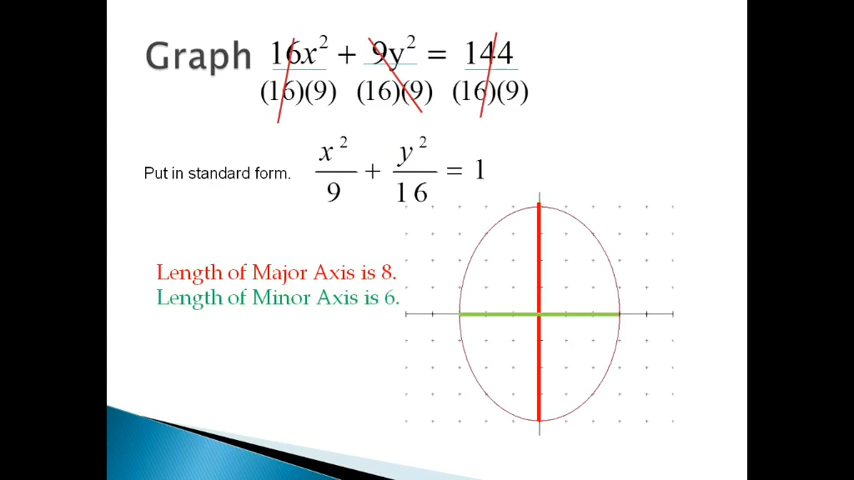 Graph 16x² + 9y² = 144
(16)(9) (16)(9) (16)(9)
Put in standard form. x²/9 + y²/16 = 1
Length of Major Axis is 8.
Length of Minor Axis is 6.